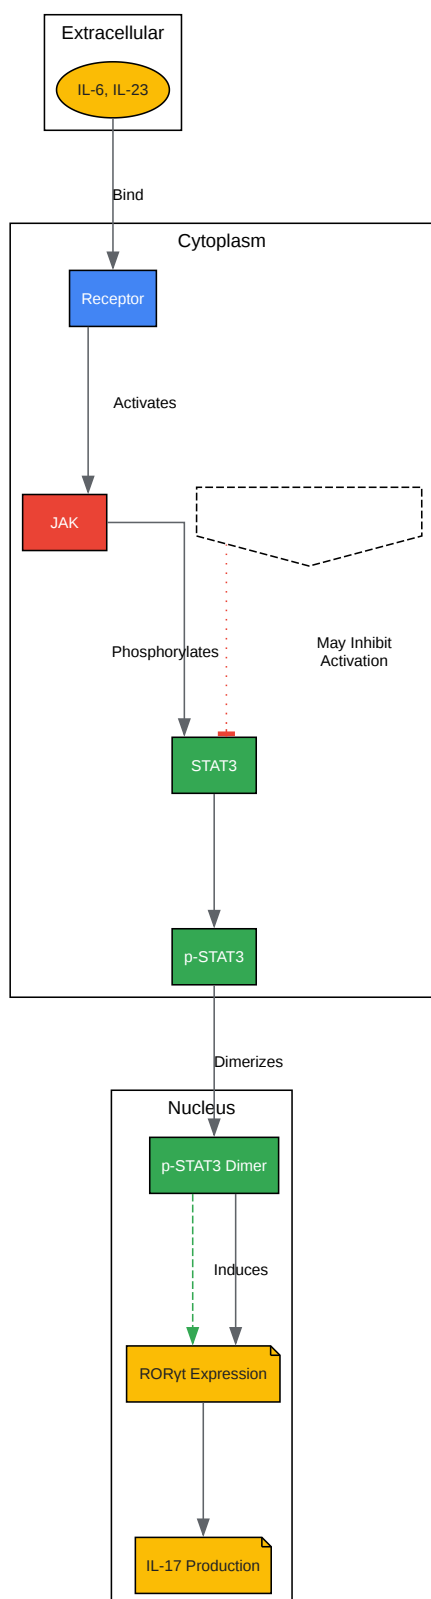 Extracellular
IL-6, IL-23
Bind
Cytoplasm
Receptor
Activates
JAK
May Inhibit
Activation
Phosphorylates
STAT3
p-STAT3
Dimerizes
Nucleus
p-STAT3 Dimer
Induces
RORγt Expression
IL-17 Production